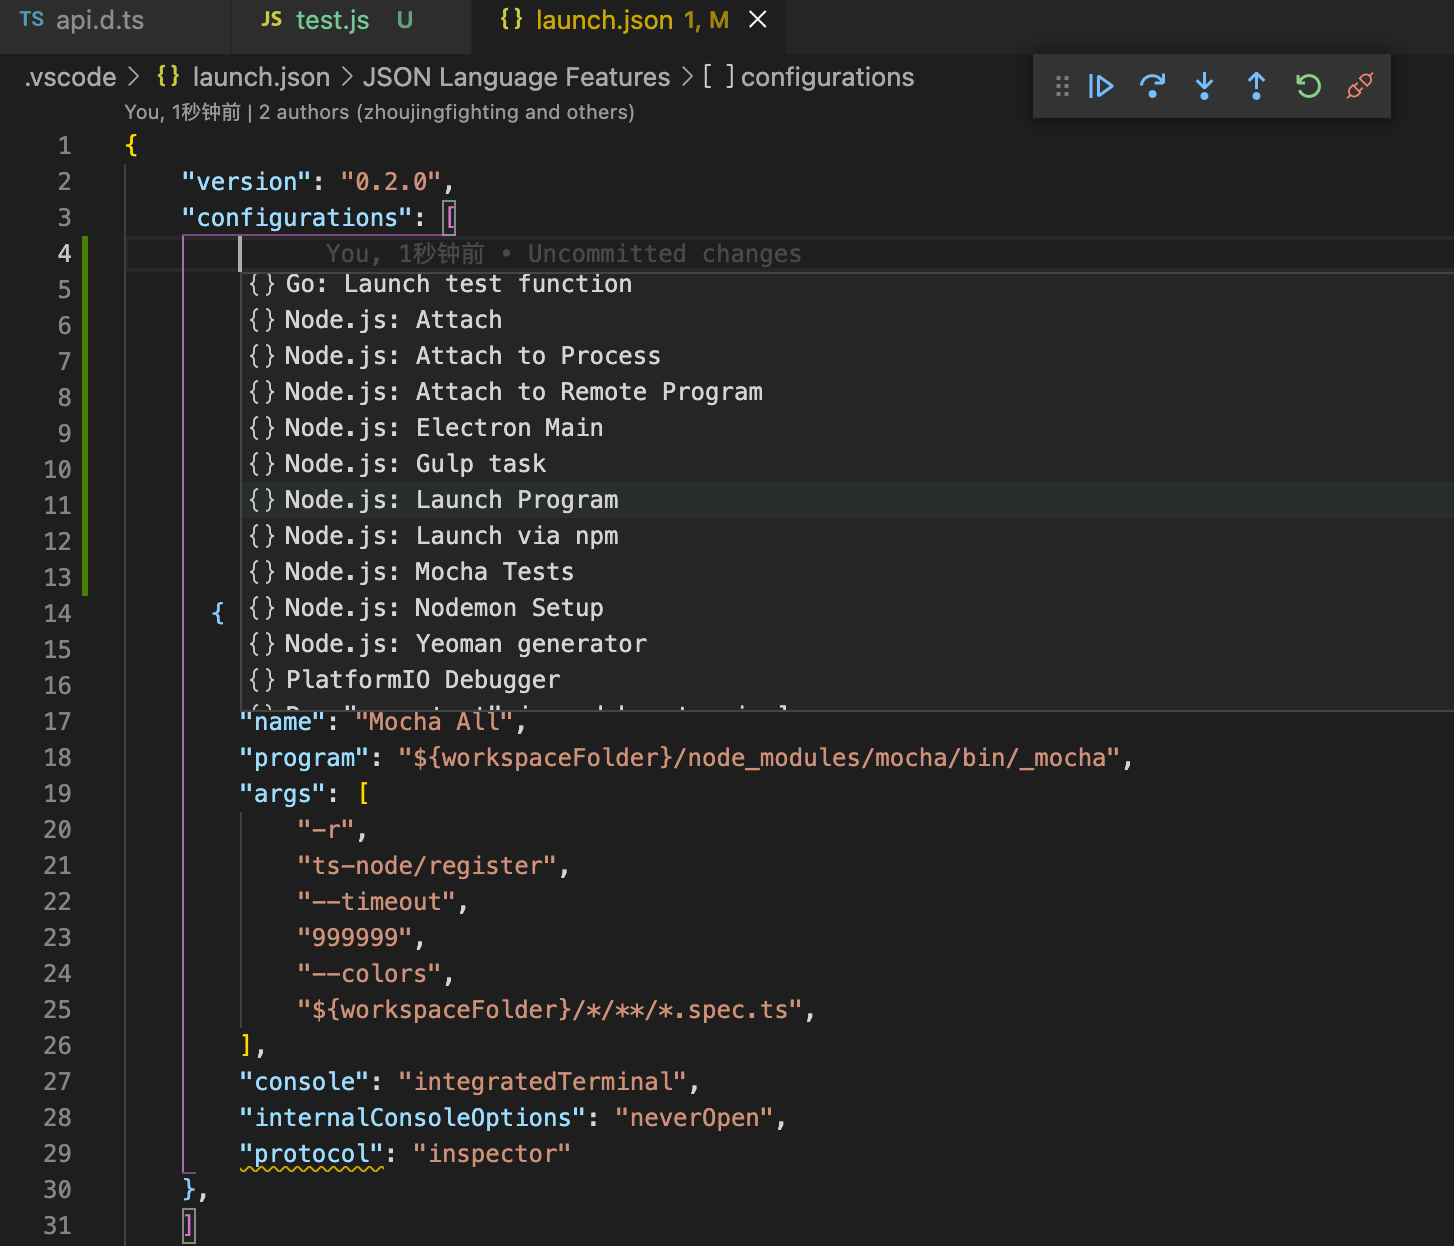 TS api.d.ts JS test.js U {} launch.json 1, M
.vscode > {} launch.json > JSON Language Features > [ ] configurations
You, 1秒钟前 | 2 authors (zhoujingfighting and others)
1 {
2 "version": "0.2.0",
3 "configurations": [
4 You, 1秒钟前 • Uncommitted changes
5 {} Go: Launch test function
6 {} Node.js: Attach
7 {} Node.js: Attach to Process
8 {} Node.js: Attach to Remote Program
9 {} Node.js: Electron Main
10 {} Node.js: Gulp task
11 {} Node.js: Launch Program
12 {} Node.js: Launch via npm
13 {} Node.js: Mocha Tests
14 { {} Node.js: Nodemon Setup
15 {} Node.js: Yeoman generator
16 {} PlatformIO Debugger
17 "name": "Mocha All",
18 "program": "${workspaceFolder}/node_modules/mocha/bin/_mocha",
19 "args": [
20 "-r",
21 "ts-node/register",
22 "--timeout",
23 "999999",
24 "--colors",
25 "${workspaceFolder}/*/**/*.spec.ts",
26 ],
27 "console": "integratedTerminal",
28 "internalConsoleOptions": "neverOpen",
29 "protocol": "inspector"
30 },
31 ]